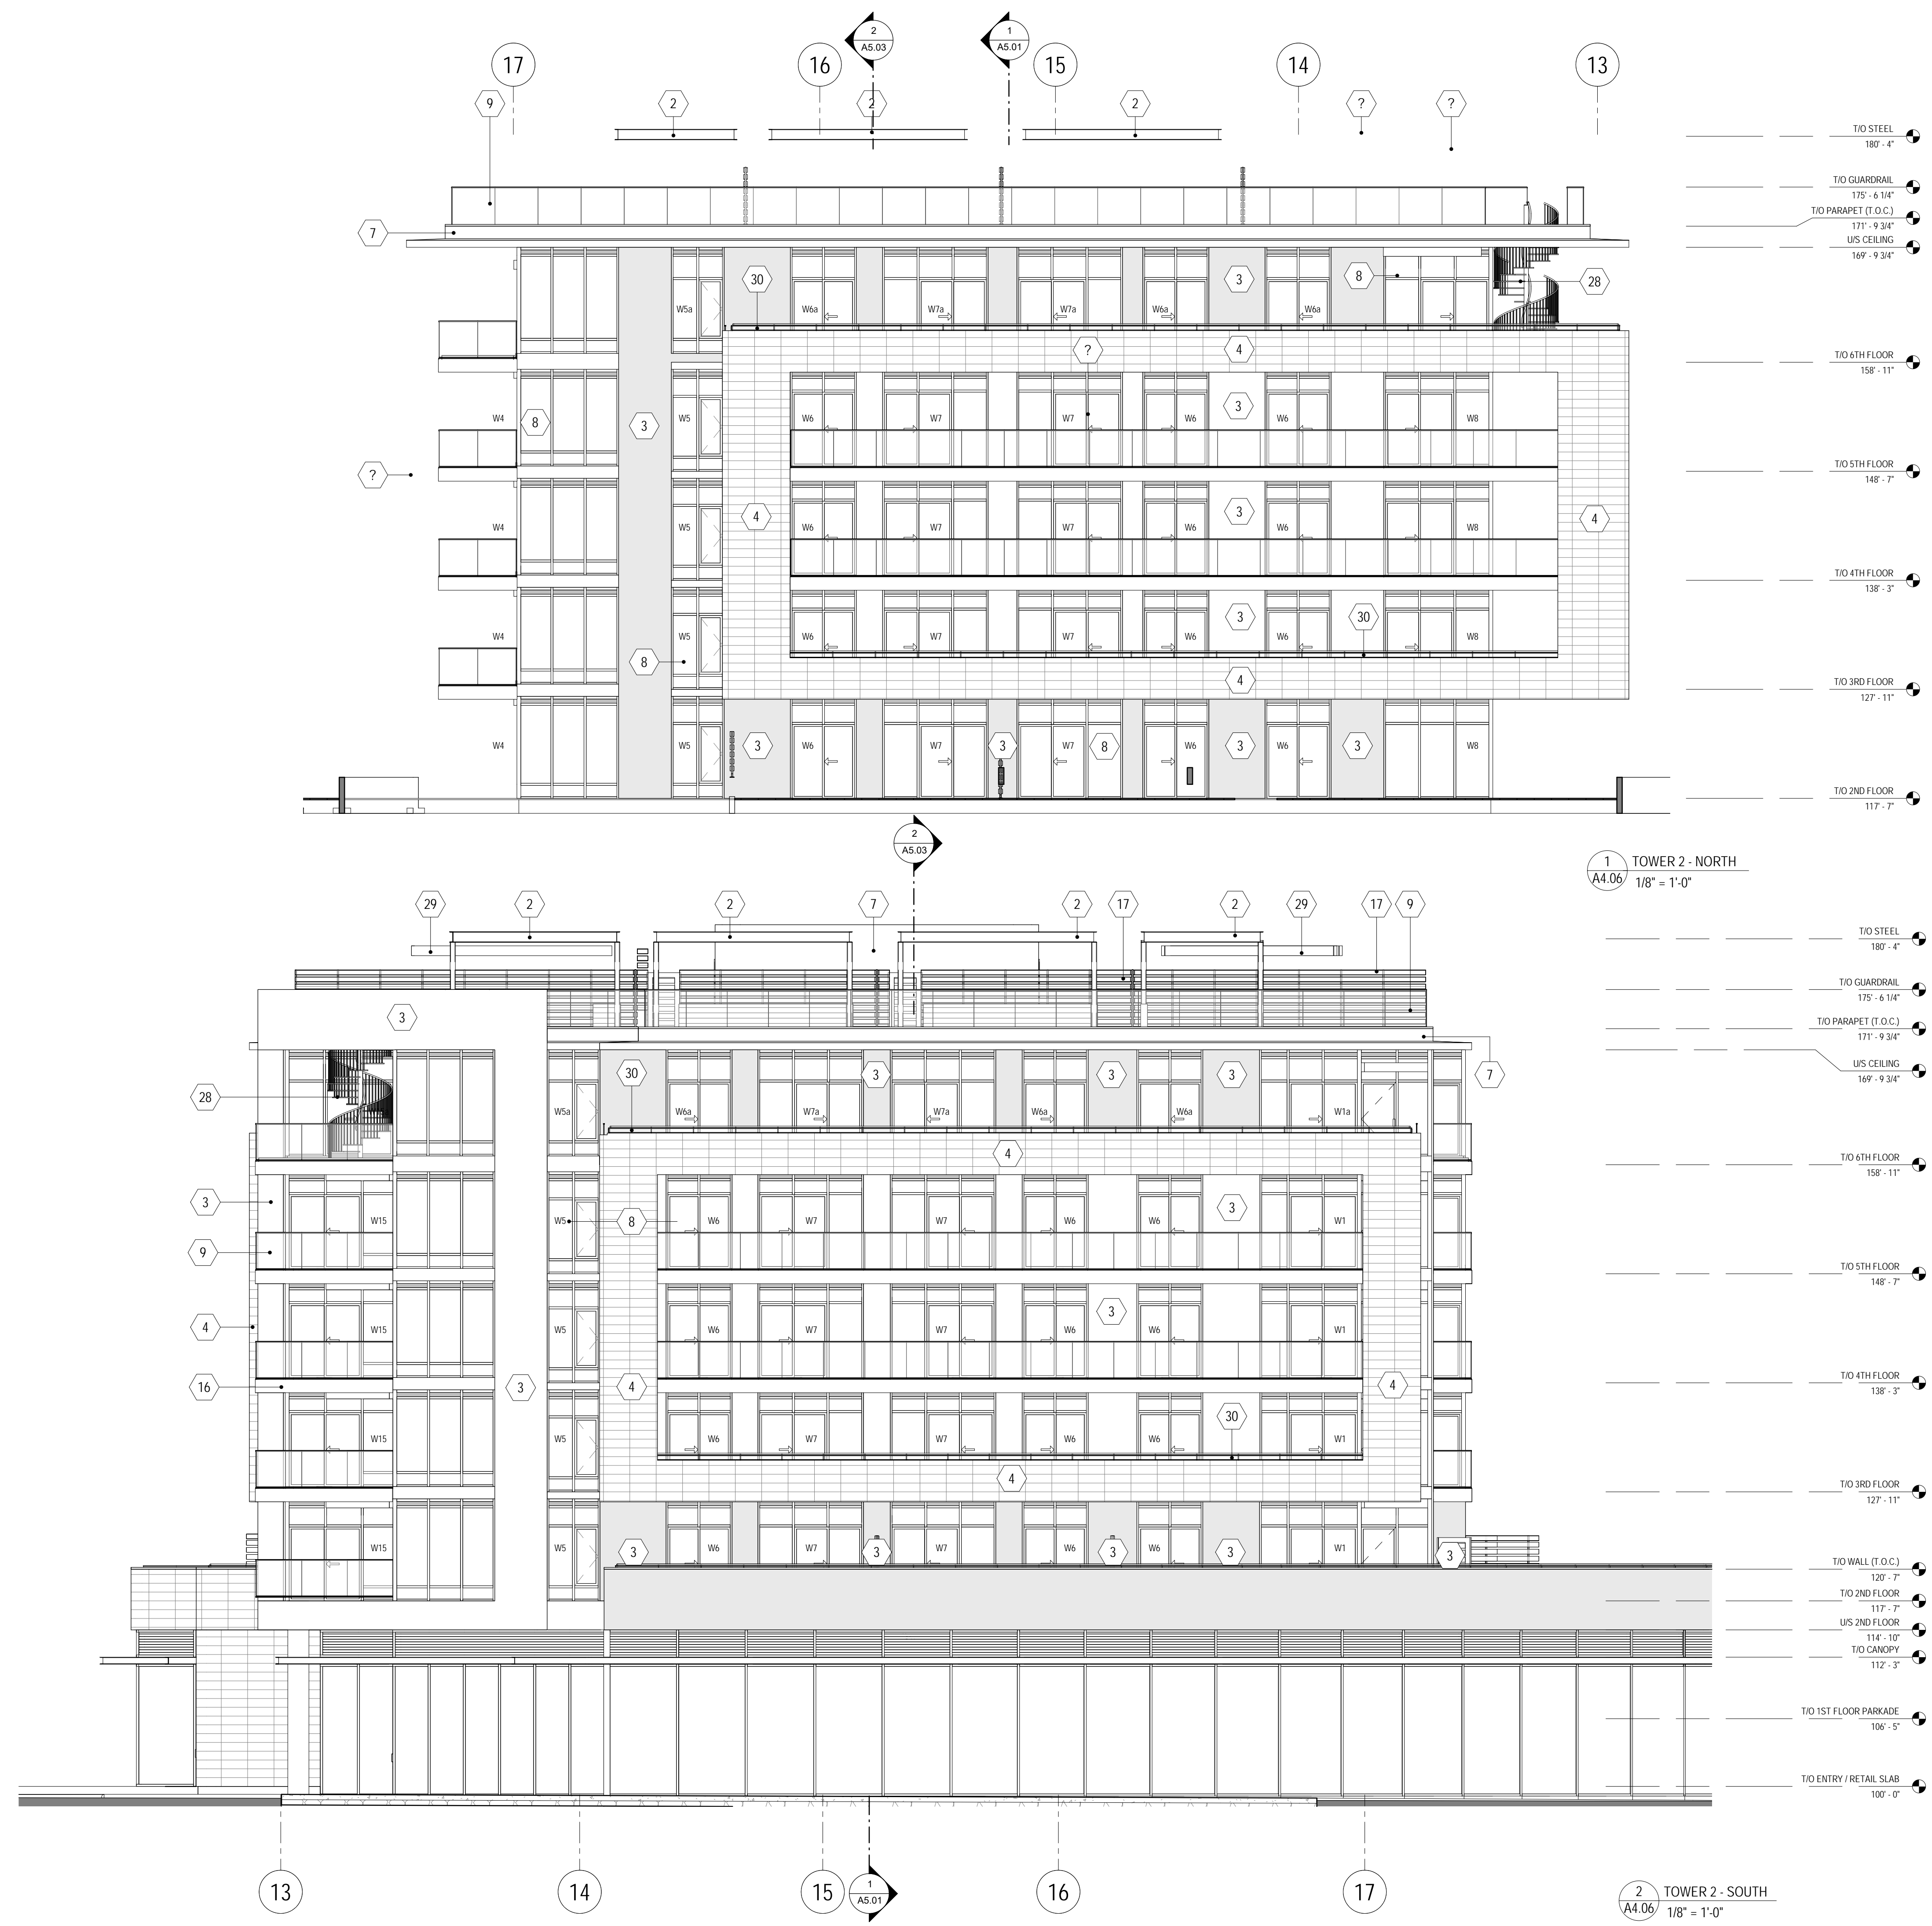 2
A5.03
1
A5.01
17 16 15 14 13
9 2 2 2 ? ?
T/O STEEL
180' - 4"
T/O GUARDRAIL
175' - 6 1/4"
T/O PARAPET (T.O.C.)
171' - 9 3/4"
7
U/S CEILING
169' - 9 3/4"
30 3 8 28
W5a W6a W7a W7a W6a W6a
? 4
T/O 6TH FLOOR
158' - 11"
3
W4 8 3 W5 W6 W7 W7 W6 W6 W8
?
T/O 5TH FLOOR
148' - 7"
4 3 4
W4 W5 W6 W7 W7 W6 W6 W8
T/O 4TH FLOOR
138' - 3"
3 30
W4 W5 W6 W7 W7 W6 W6 W8
8
4
T/O 3RD FLOOR
127' - 11"
W4 W5 3 W6 W7 3 W7 8 W6 3 W6 3 W8
T/O 2ND FLOOR
117' - 7"
2
A5.03
1
A4.06
TOWER 2 - NORTH
1/8" = 1'-0"
29 2 2 7 2 17 2 29 17 9
T/O STEEL
180' - 4"
T/O GUARDRAIL
175' - 6 1/4"
3
T/O PARAPET (T.O.C.)
171' - 9 3/4"
30 3 3 3 7
U/S CEILING
169' - 9 3/4"
28
W5a W6a W7a W7a W6a W6a W1a
4
T/O 6TH FLOOR
158' - 11"
3 3
W15 W5 8 W6 W7 W7 W6 W6 W1
9
T/O 5TH FLOOR
148' - 7"
3
4 W15 W5 W6 W7 W7 W6 W6 W1
T/O 4TH FLOOR
138' - 3"
16 3 4 4
30
W15 W5 W6 W7 W7 W6 W6 W1
4
T/O 3RD FLOOR
127' - 11"
W15 W5 3 W6 W7 3 W7 W6 3 W6 3 W1 3
T/O WALL (T.O.C.)
120' - 7"
T/O 2ND FLOOR
117' - 7"
U/S 2ND FLOOR
114' - 10"
T/O CANOPY
112' - 3"
T/O 1ST FLOOR PARKADE
106' - 5"
T/O ENTRY / RETAIL SLAB
100' - 0"
13 14 15 16 17
1
A5.01
2
A4.06
TOWER 2 - SOUTH
1/8" = 1'-0"